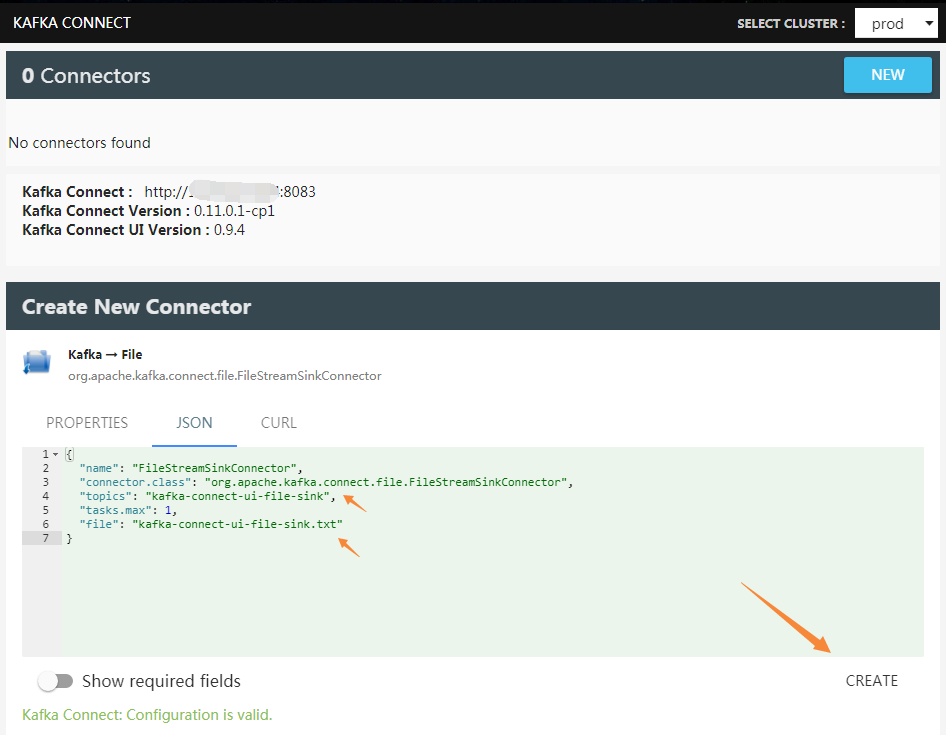 KAFKA CONNECT SELECT CLUSTER : prod
0 Connectors NEW
No connectors found
Kafka Connect : http:// :8083
Kafka Connect Version : 0.11.0.1-cp1
Kafka Connect UI Version : 0.9.4
Create New Connector
Kafka → File
org.apache.kafka.connect.file.FileStreamSinkConnector
PROPERTIES JSON CURL
1 {
2 "name": "FileStreamSinkConnector",
3 "connector.class": "org.apache.kafka.connect.file.FileStreamSinkConnector",
4 "topics": "kafka-connect-ui-file-sink",
5 "tasks.max": 1,
6 "file": "kafka-connect-ui-file-sink.txt"
7 }
Show required fields CREATE
Kafka Connect: Configuration is valid.